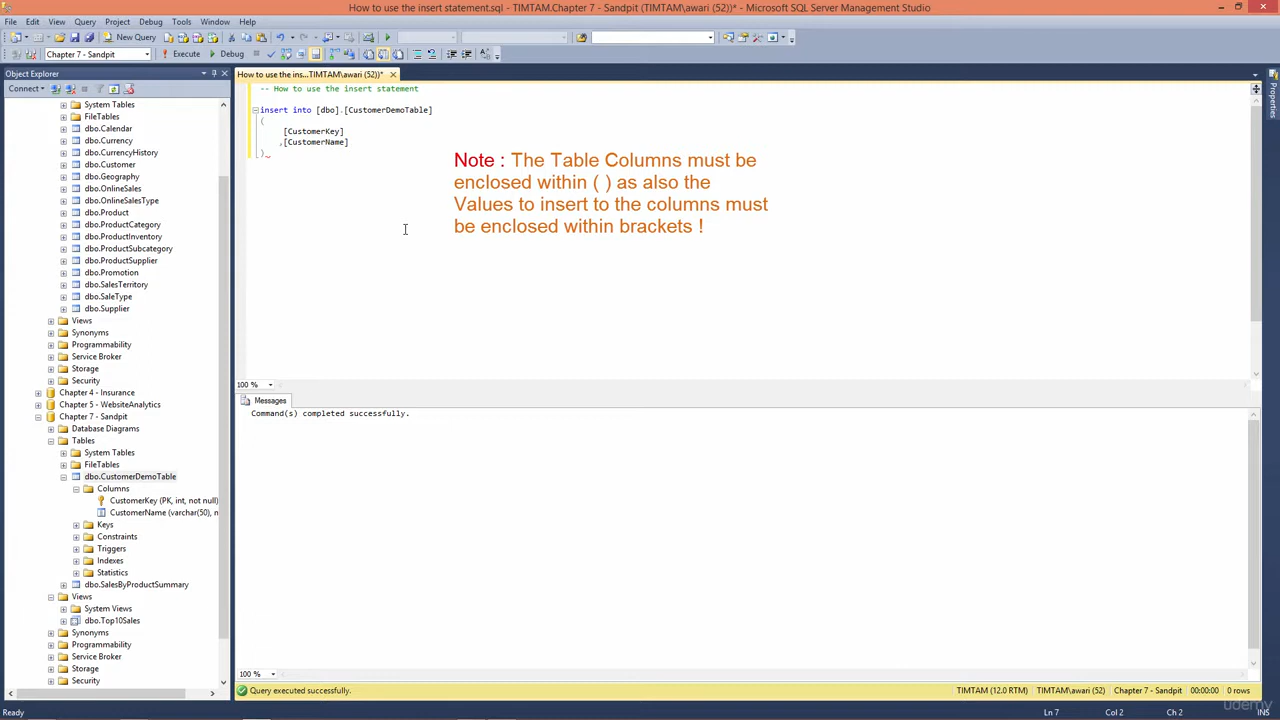 How to use the insert statement.sql - TIMTAM.Chapter 7 - Sandpit (TIMTAM\awari (52))* - Microsoft SQL Server Management Studio
File Edit View Query Project Debug Tools Window Help
New Query
Chapter 7 - Sandpit Execute Debug
Object Explorer
Connect
System Tables
FileTables
dbo.Calendar
dbo.Currency
dbo.CurrencyHistory
dbo.Customer
dbo.Geography
dbo.OnlineSales
dbo.OnlineSalesType
dbo.Product
dbo.ProductCategory
dbo.ProductInventory
dbo.ProductSubcategory
dbo.ProductSupplier
dbo.Promotion
dbo.SalesTerritory
dbo.SaleType
dbo.Supplier
Views
Synonyms
Programmability
Service Broker
Storage
Security
Chapter 4 - Insurance
Chapter 5 - WebsiteAnalytics
Chapter 7 - Sandpit
Database Diagrams
Tables
System Tables
FileTables
dbo.CustomerDemoTable
Columns
CustomerKey (PK, int, not null)
CustomerName (varchar(50), n
Keys
Constraints
Triggers
Indexes
Statistics
dbo.SalesByProductSummary
Views
System Views
dbo.Top10Sales
Synonyms
Programmability
Service Broker
Storage
Security
How to use the ins...TIMTAM\awari (52))*
-- How to use the insert statement
insert into [dbo].[CustomerDemoTable]
(
[CustomerKey]
,[CustomerName]
)
Note : The Table Columns must be
enclosed within ( ) as also the
Values to insert to the columns must
be enclosed within brackets !
100 %
Messages
Command(s) completed successfully.
100 %
Query executed successfully. TIMTAM (12.0 RTM) TIMTAM\awari (52) Chapter 7 - Sandpit 00:00:00 0 rows
Properties
udemy
Ready Ln 7 Col 2 Ch 2 INS